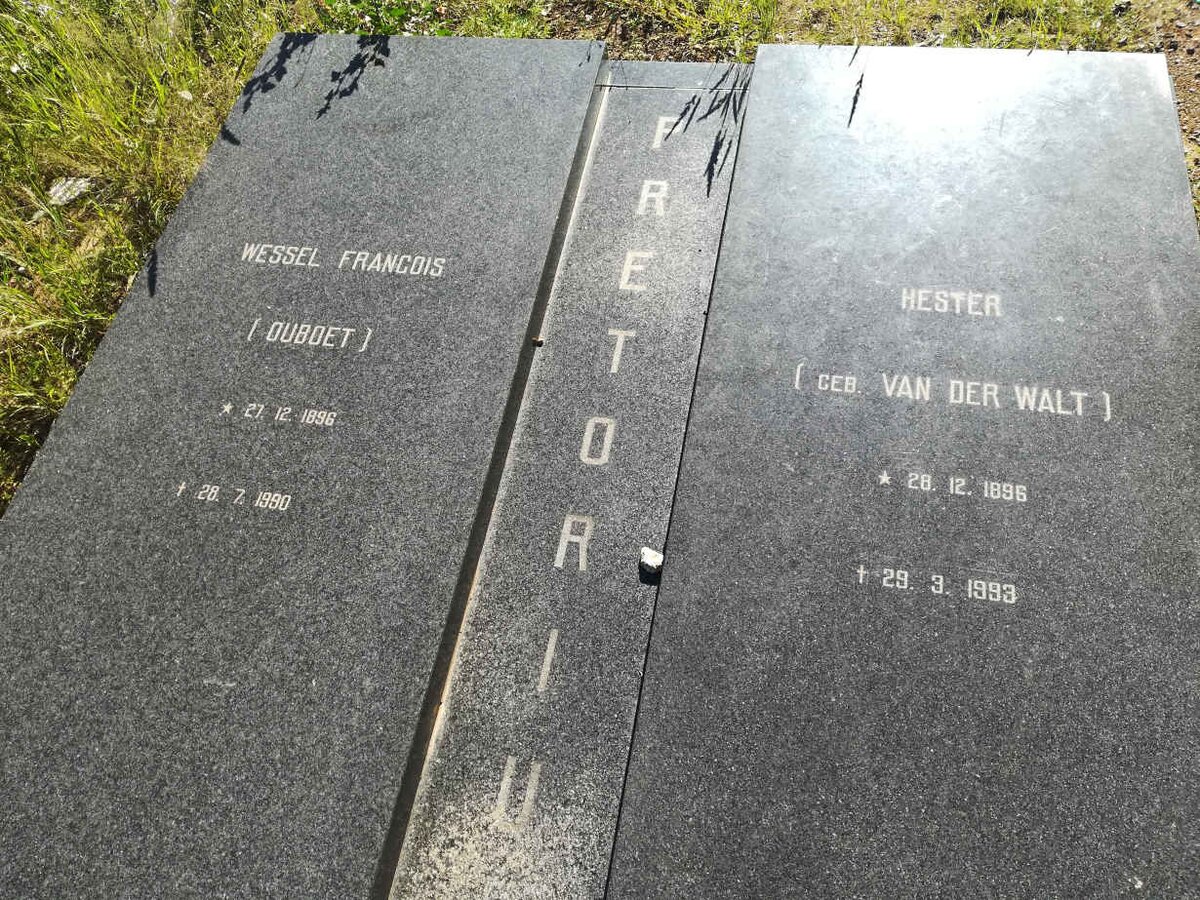 WESSEL FRANCOIS
( OUBOET )
★ 27. 12. 1896
† 28. 7. 1990
FRETORIU
HESTER
( GEB. VAN DER WALT )
★ 28. 12. 1896
† 29. 3. 1993